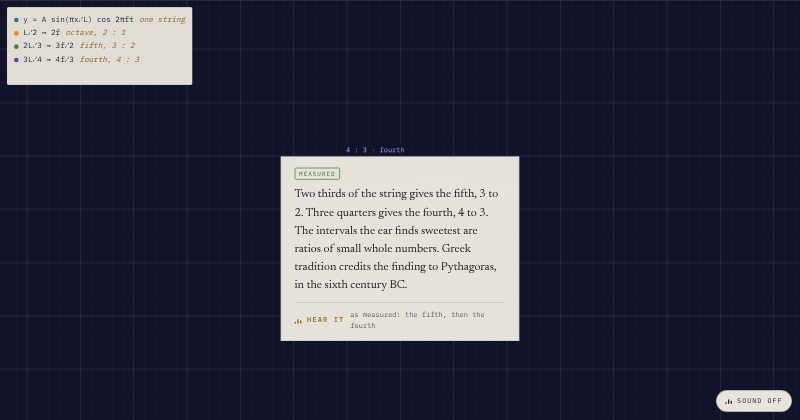 y = A sin(πx/L) cos 2πft one string
L/2 → 2f octave, 2 : 1
2L/3 → 3f/2 fifth, 3 : 2
3L/4 → 4f/3 fourth, 4 : 3
4 : 3 · fourth
MEASURED
Two thirds of the string gives the fifth, 3 to
2. Three quarters gives the fourth, 4 to 3.
The intervals the ear finds sweetest are
ratios of small whole numbers. Greek
tradition credits the finding to Pythagoras,
in the sixth century BC.
HEAR IT as measured: the fifth, then the
fourth
SOUND OFF